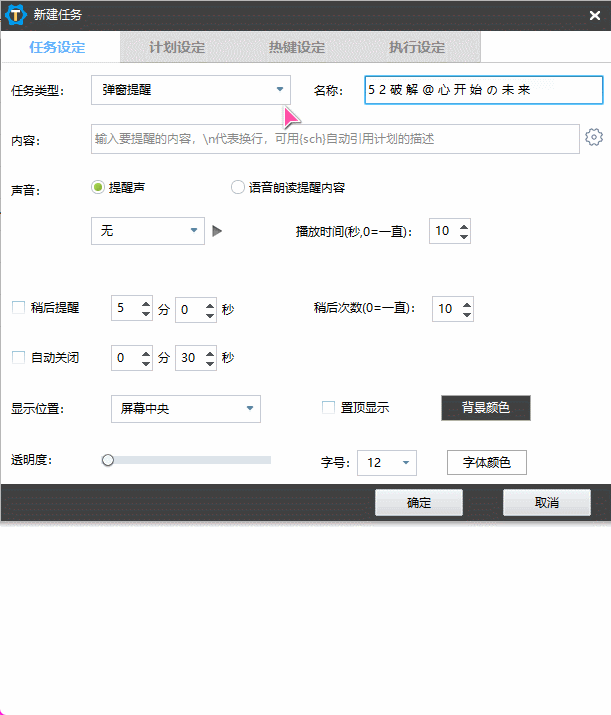 新建任务
任务设定 计划设定 热键设定 执行设定
任务类型： 弹窗提醒 名称： 52破解@心开始の未来
内容： 输入要提醒的内容，\n代表换行，可用{sch}自动引用计划的描述
声音： 提醒声 语音朗读提醒内容
无 播放时间(秒,0=一直)： 10
稍后提醒 5 分 0 秒 稍后次数(0=一直)： 10
自动关闭 0 分 30 秒
显示位置： 屏幕中央 置顶显示 背景颜色
透明度： 字号： 12 字体颜色
确定 取消